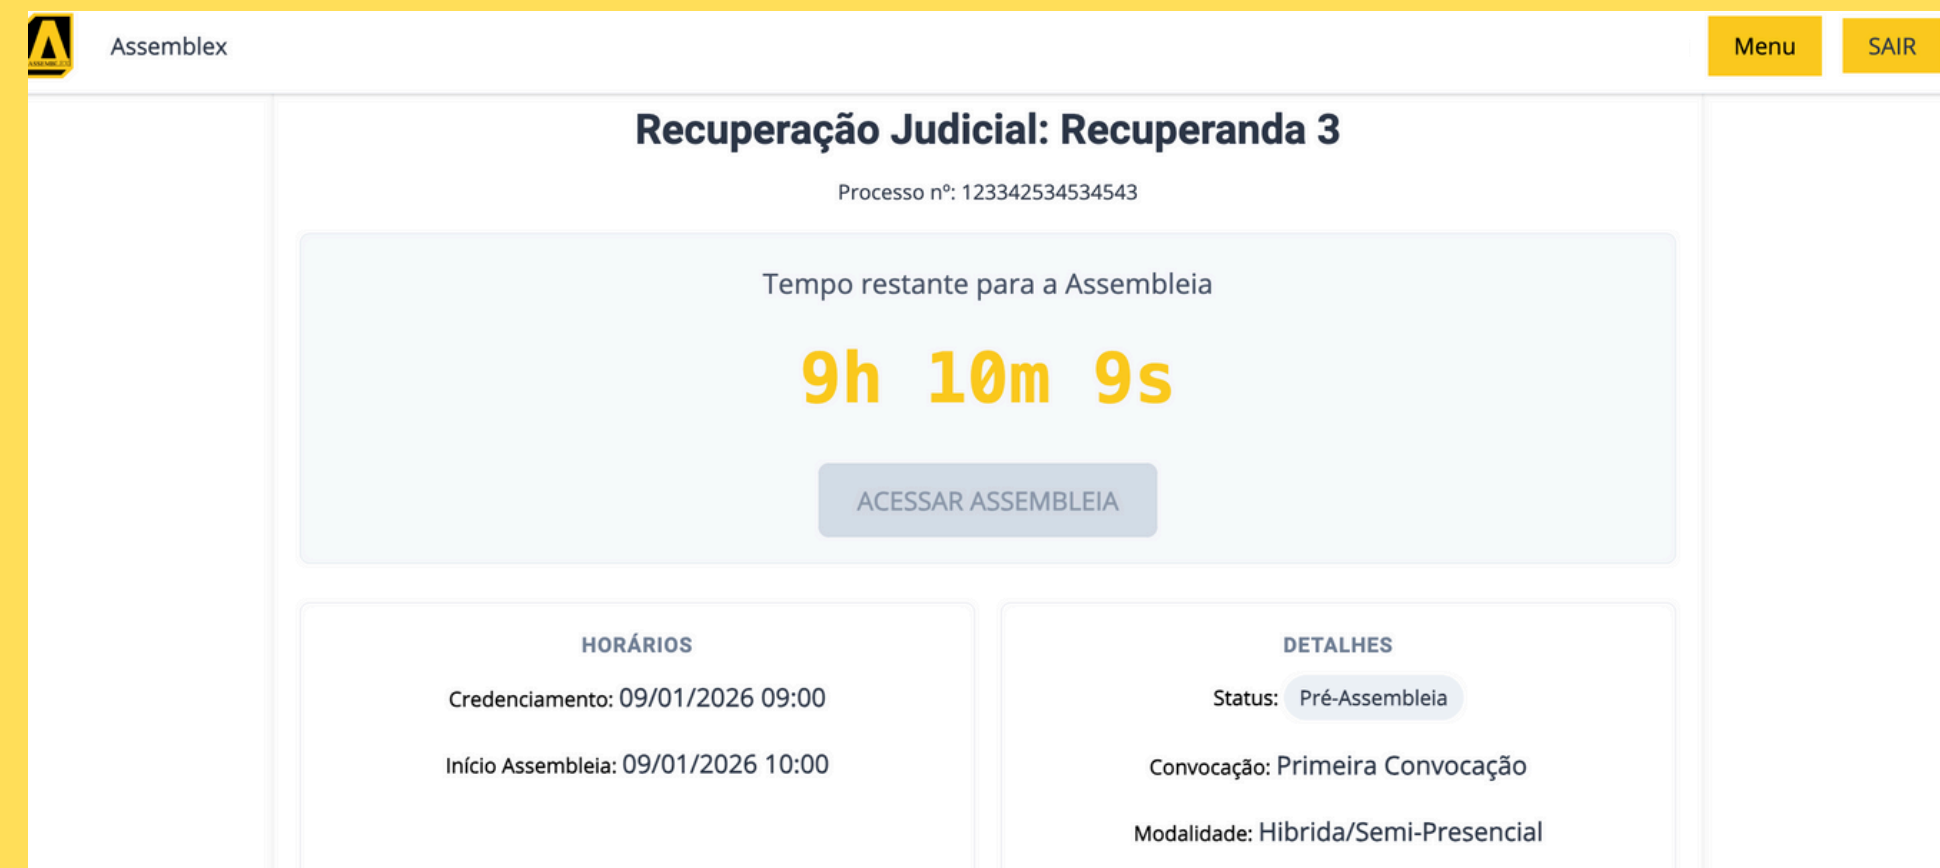 ASSEMBLEX
Assemblex
Menu
SAIR
Recuperação Judicial: Recuperanda 3
Processo nº: 123342534534543
Tempo restante para a Assembleia
9h 10m 9s
ACESSAR ASSEMBLEIA
HORÁRIOS
Credenciamento: 09/01/2026 09:00
Início Assembleia: 09/01/2026 10:00
DETALHES
Status: Pré-Assembleia
Convocação: Primeira Convocação
Modalidade: Hibrida/Semi-Presencial